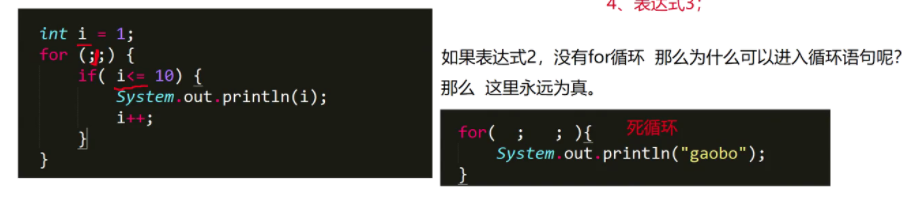 4、表达式3;
int i = 1;
for (;;) {
if( i<= 10) {
System.out.println(i);
i++;
}
}
如果表达式2，没有for循环 那么为什么可以进入循环语句呢?
那么 这里永远为真。
for( ; ; ){ 死循环
System.out.println("gaobo");
}